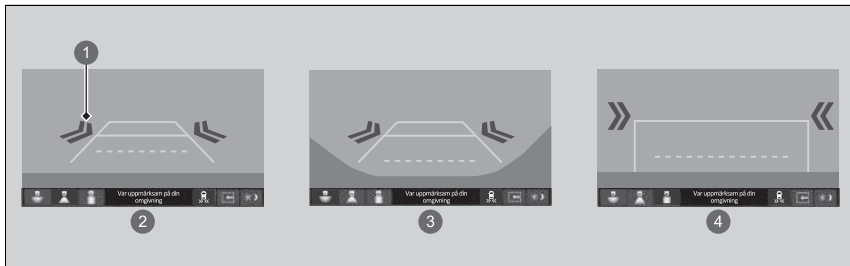 1
Var uppmärksam på din
omgivning
Var uppmärksam på din
omgivning
Var uppmärksam på din
omgivning
2
3
4